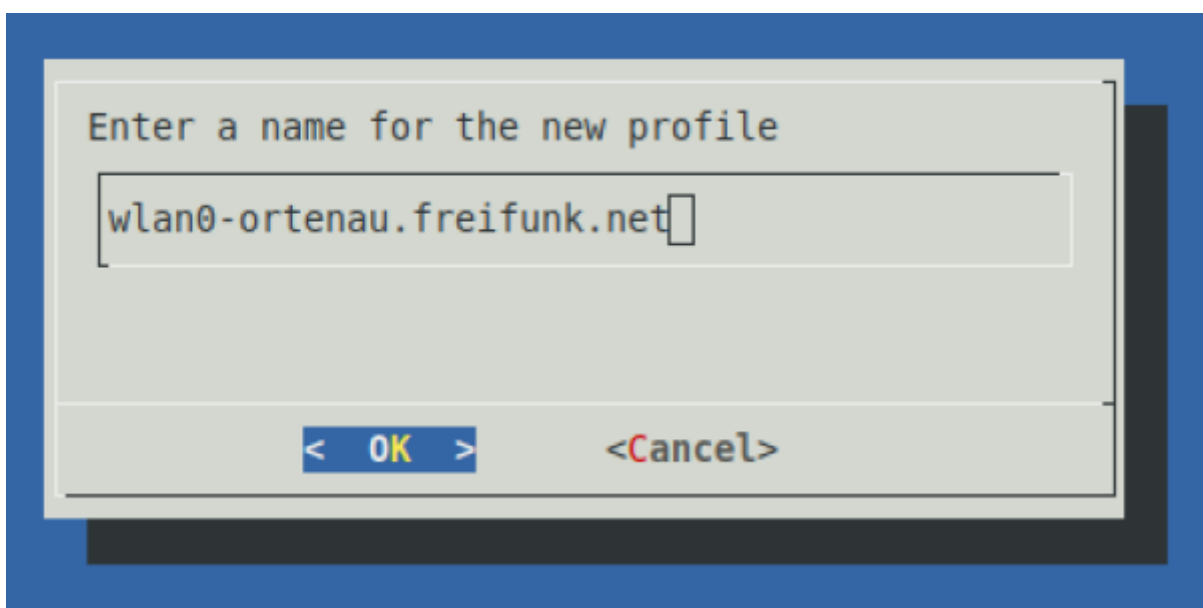 Enter a name for the new profile
wlan0-ortenau.freifunk.net
< OK > <Cancel>